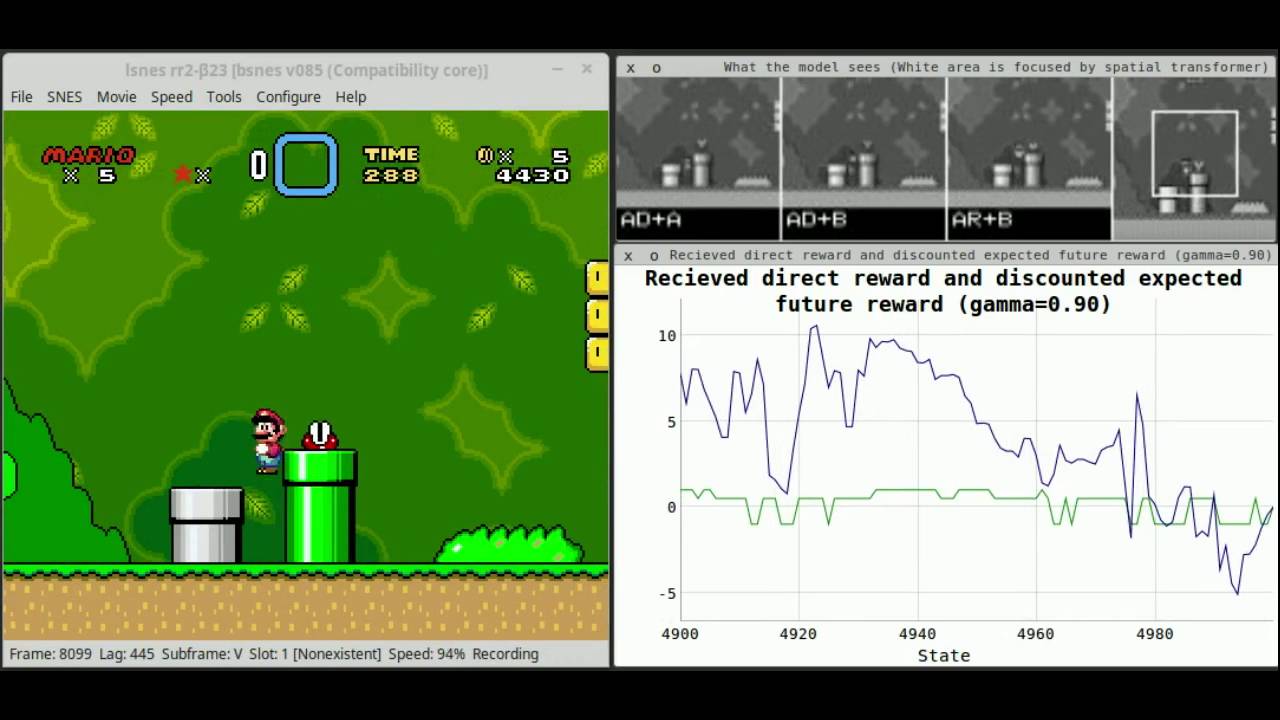 lsnes rr2-β23 [bsnes v085 (Compatibility core)]
File SNES Movie Speed Tools Configure Help
MARIO
x 5
★x 0
TIME
288
x 5
4430
Frame: 8099 Lag: 445 Subframe: V Slot: 1 [Nonexistent] Speed: 94% Recording
x o What the model sees (White area is focused by spatial transformer)
AD+A AD+B AR+B
x o Recieved direct reward and discounted expected future reward (gamma=0.90)
Recieved direct reward and discounted expected
future reward (gamma=0.90)
10
5
0
-5
4900 4920 4940 4960 4980
State